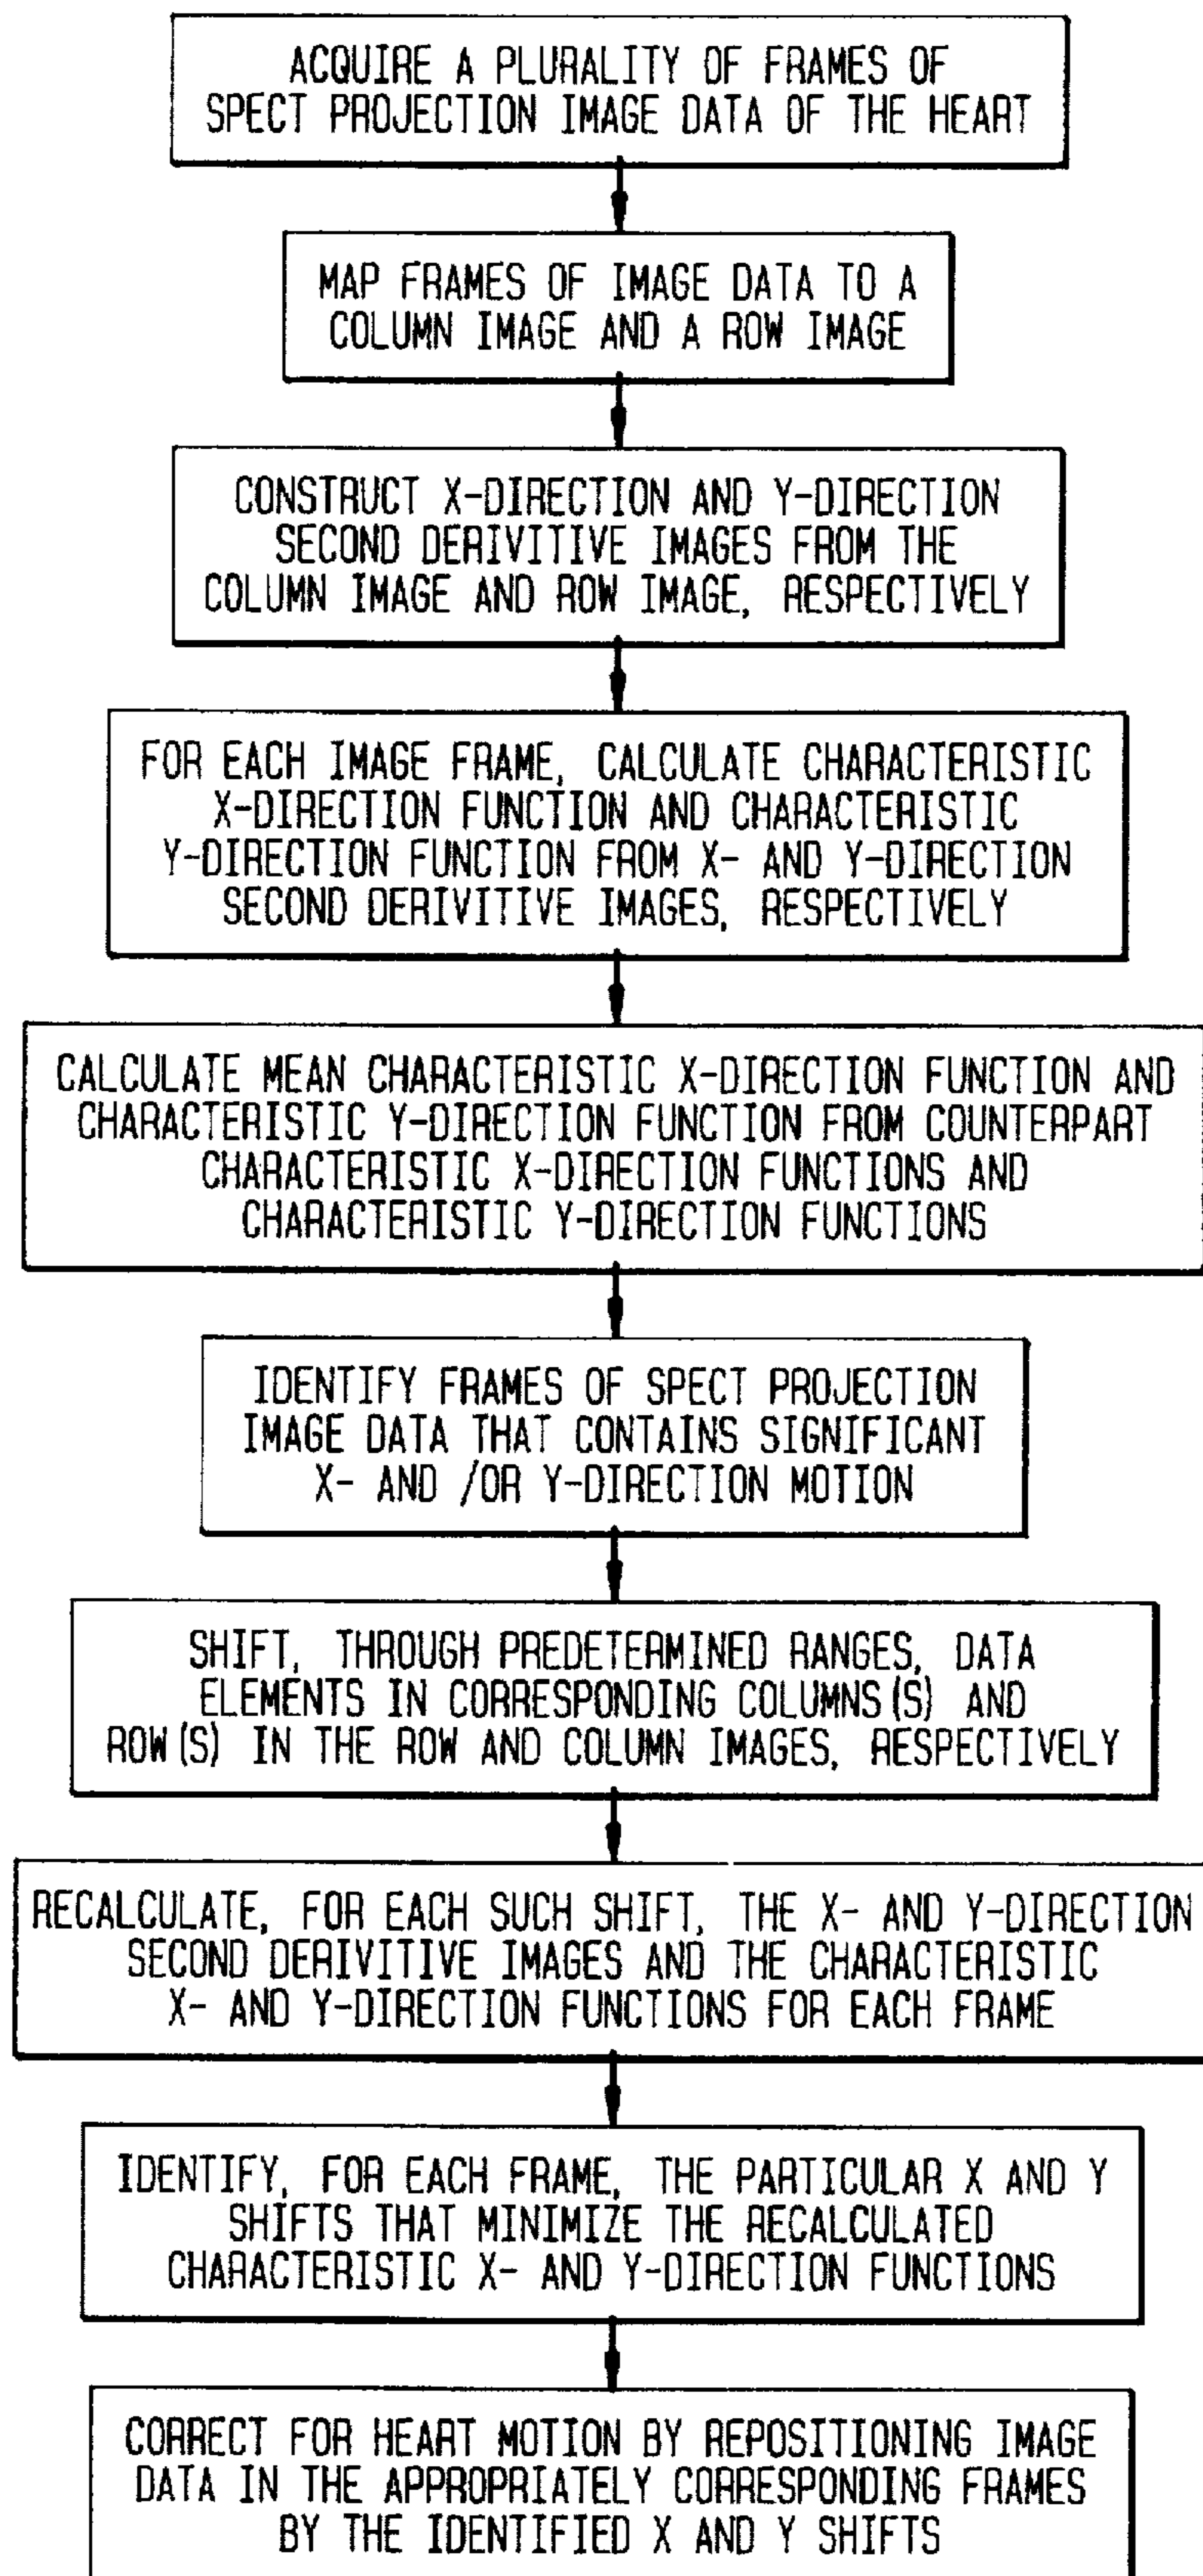 ACQUIRE A PLURALITY OF FRAMES OF
SPECT PROJECTION IMAGE DATA OF THE HEART
MAP FRAMES OF IMAGE DATA TO A
COLUMN IMAGE AND A ROW IMAGE
CONSTRUCT X-DIRECTION AND Y-DIRECTION
SECOND DERIVITIVE IMAGES FROM THE
COLUMN IMAGE AND ROW IMAGE, RESPECTIVELY
FOR EACH IMAGE FRAME, CALCULATE CHARACTERISTIC
X-DIRECTION FUNCTION AND CHARACTERISTIC
Y-DIRECTION FUNCTION FROM X- AND Y-DIRECTION
SECOND DERIVITIVE IMAGES, RESPECTIVELY
CALCULATE MEAN CHARACTERISTIC X-DIRECTION FUNCTION AND
CHARACTERISTIC Y-DIRECTION FUNCTION FROM COUNTERPART
CHARACTERISTIC X-DIRECTION FUNCTIONS AND
CHARACTERISTIC Y-DIRECTION FUNCTIONS
IDENTIFY FRAMES OF SPECT PROJECTION
IMAGE DATA THAT CONTAINS SIGNIFICANT
X- AND /OR Y-DIRECTION MOTION
SHIFT, THROUGH PREDETERMINED RANGES, DATA
ELEMENTS IN CORRESPONDING COLUMNS(S) AND
ROW(S) IN THE ROW AND COLUMN IMAGES, RESPECTIVELY
RECALCULATE, FOR EACH SUCH SHIFT, THE X- AND Y-DIRECTION
SECOND DERIVITIVE IMAGES AND THE CHARACTERISTIC
X- AND Y-DIRECTION FUNCTIONS FOR EACH FRAME
IDENTIFY, FOR EACH FRAME, THE PARTICULAR X AND Y
SHIFTS THAT MINIMIZE THE RECALCULATED
CHARACTERISTIC X- AND Y-DIRECTION FUNCTIONS
CORRECT FOR HEART MOTION BY REPOSITIONING IMAGE
DATA IN THE APPROPRIATELY CORRESPONDING FRAMES
BY THE IDENTIFIED X AND Y SHIFTS